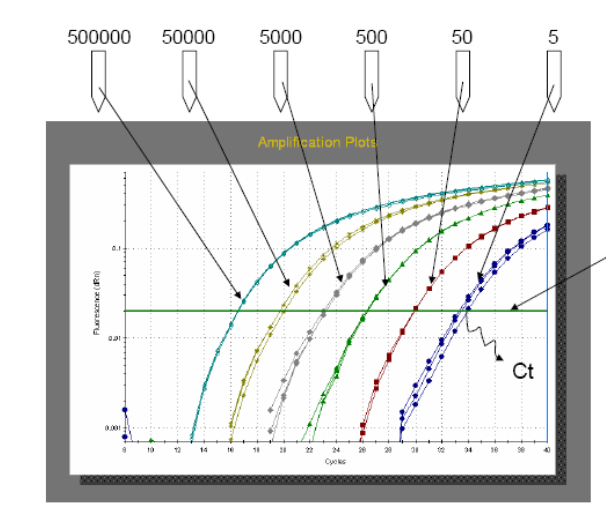 500000 50000 5000 500 50 5
Amplification Plots
Fluorescence (dRn)
0.1
0.01
0.001
Ct
8 10 12 14 16 18 20 22 24 26 28 30 32 34 36 38 40
Cycles